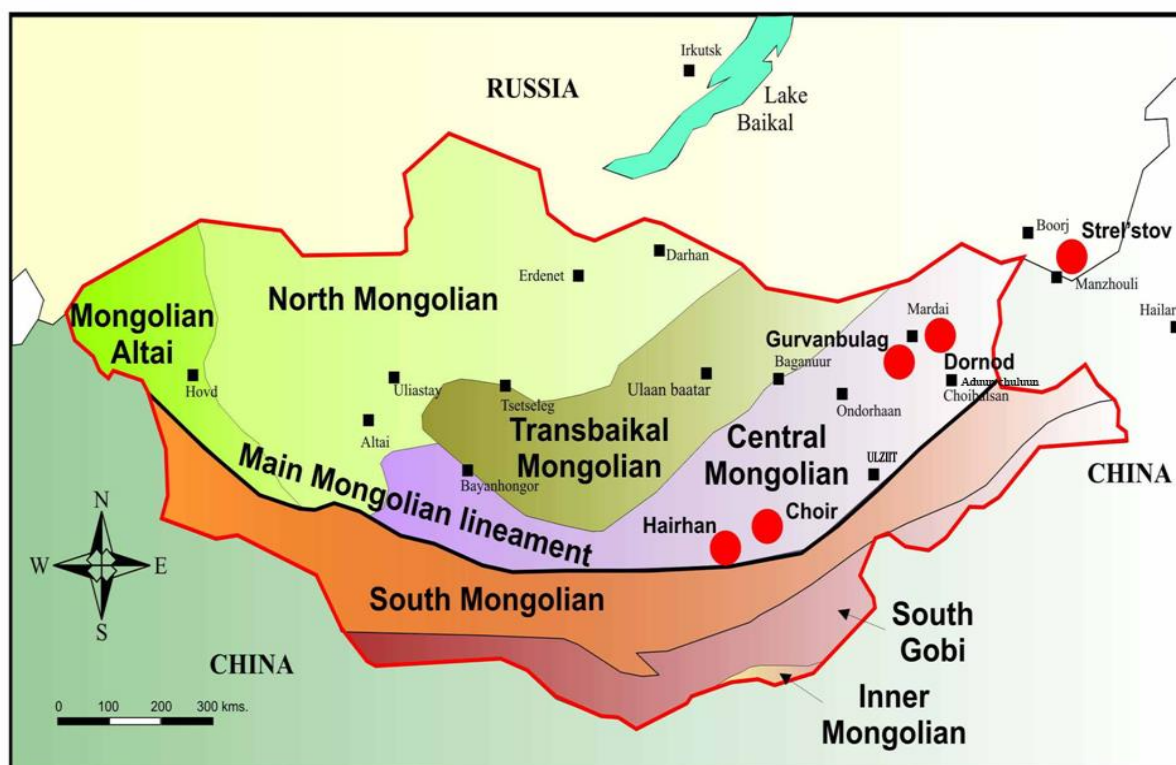 Irkutsk
RUSSIA
Lake
Baikal
Boorj
Strel'stov
Manzhouli
Hailar
Darhan
Erdenet
North Mongolian
Mongolian
Altai
Hovd
Uliastay
Altai
Tsetseleg
Ulaan baatar
Baganuur
Gurvanbulag
Mardai
Dornod
Aduun chuluun
Choibalsan
Ondorhaan
Transbaikal
Mongolian
Central
Mongolian
ULZIIT
Bayanhongor
Main Mongolian lineament
Hairhan
Choir
CHINA
N
W
E
S
South Mongolian
South
Gobi
CHINA
Inner
Mongolian
0 100 200 300 kms.